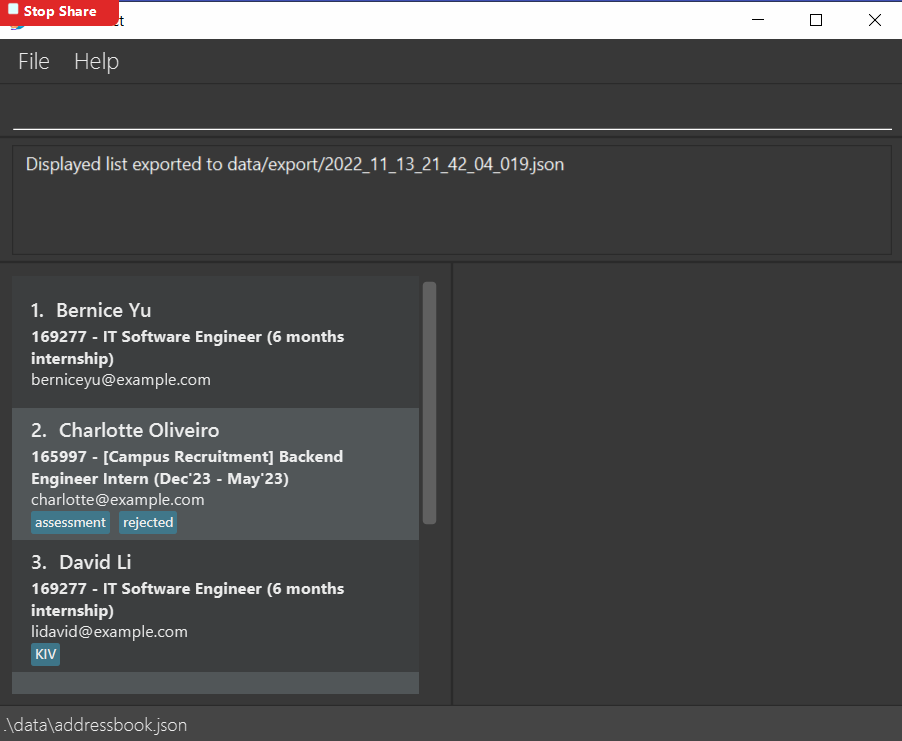 Stop Share
File Help
Displayed list exported to data/export/2022_11_13_21_42_04_019.json
1. Bernice Yu
169277 - IT Software Engineer (6 months
internship)
berniceyu@example.com
2. Charlotte Oliveiro
165997 - [Campus Recruitment] Backend
Engineer Intern (Dec'23 - May'23)
charlotte@example.com
assessment rejected
3. David Li
169277 - IT Software Engineer (6 months
internship)
lidavid@example.com
KIV
.\data\addressbook.json